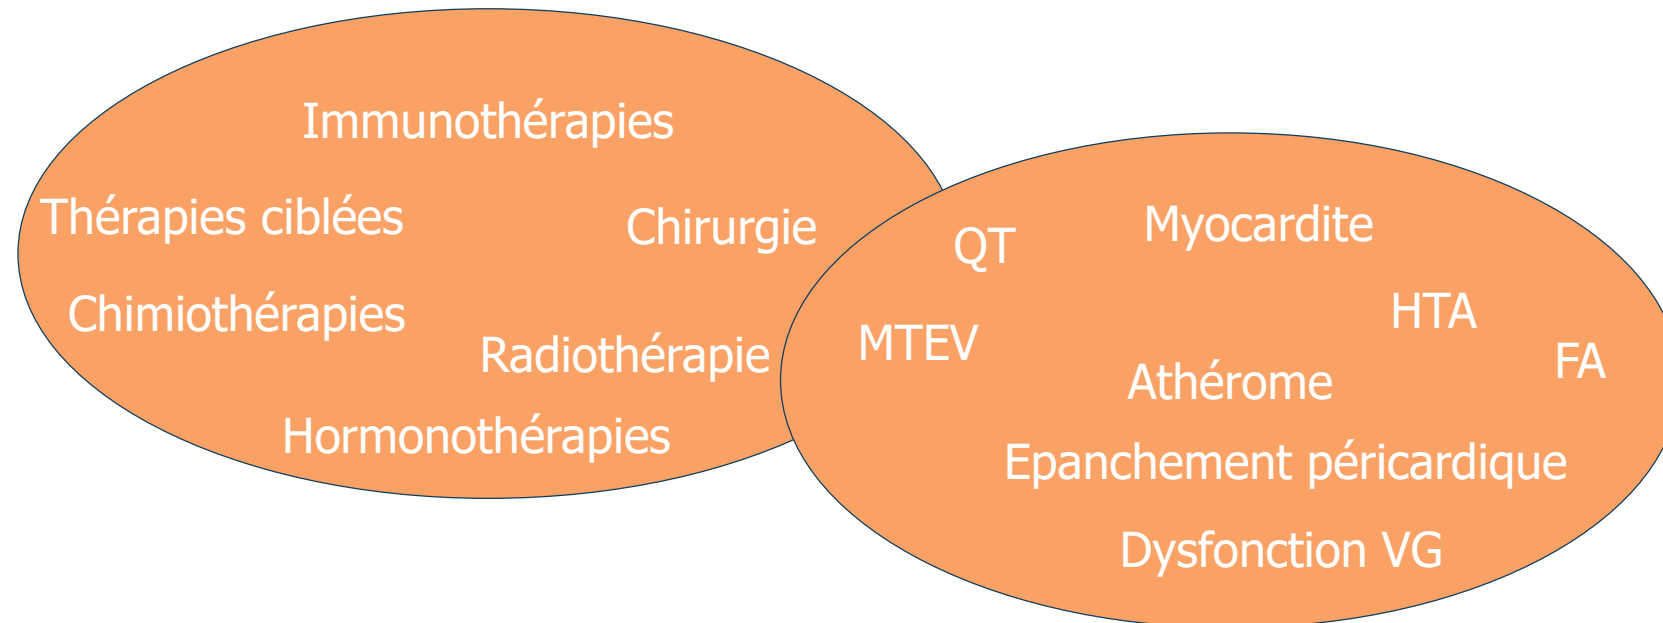 Immunothérapies
Thérapies ciblées
Chirurgie
Chimiothérapies
Radiothérapie
Hormonothérapies
QT
Myocardite
MTEV
HTA
FA
Athérome
Epanchement péricardique
Dysfonction VG